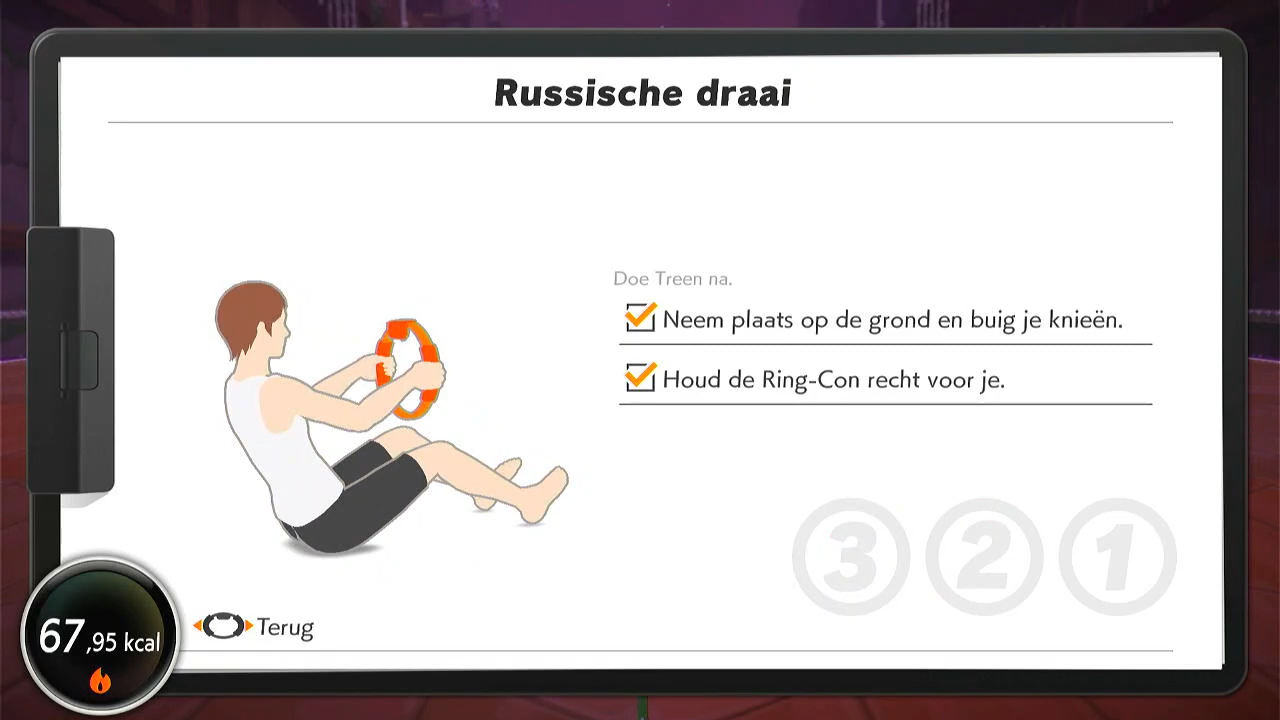 Russische draai
Doe Treen na.
Neem plaats op de grond en buig je knieën.
Houd de Ring-Con recht voor je.
3 2 1
67,95 kcal
Terug